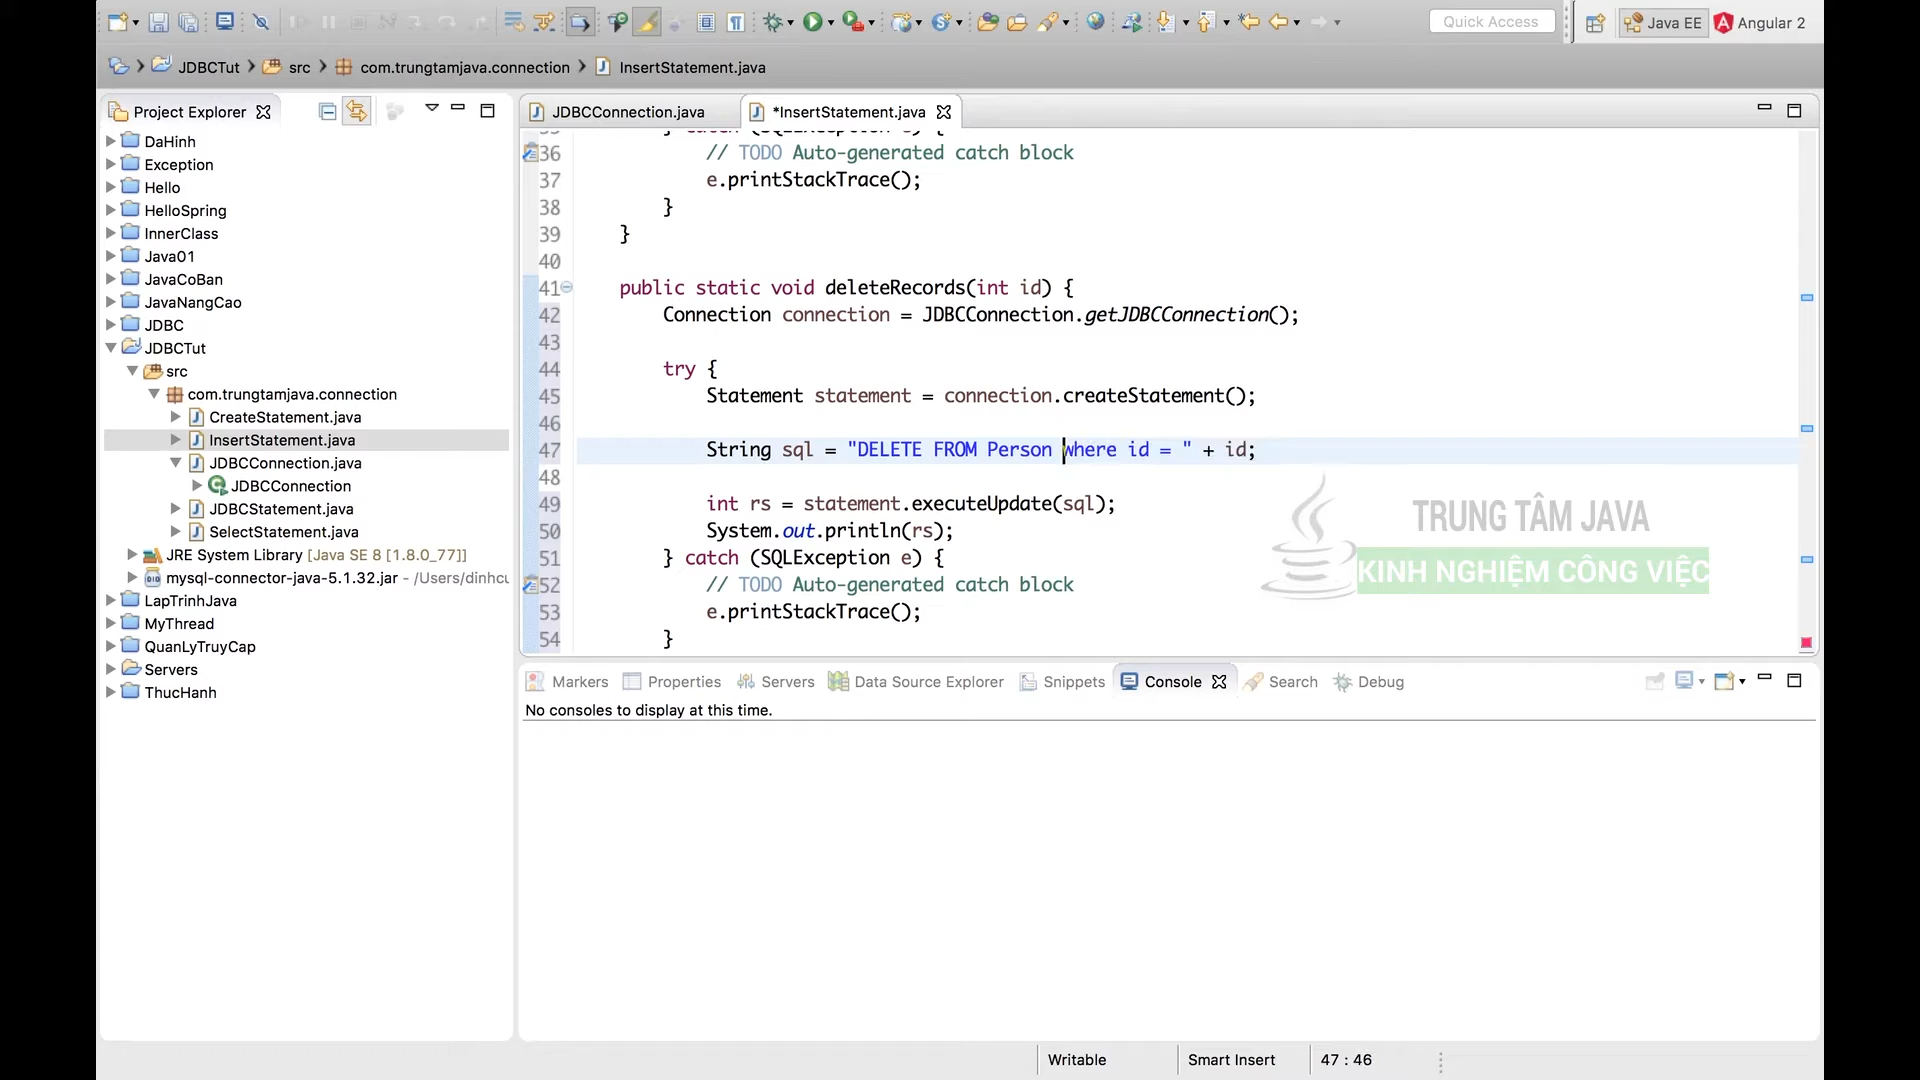 Quick Access
Java EE
Angular 2
JDBCTut
src
com.trungtamjava.connection
InsertStatement.java
Project Explorer
DaHinh
Exception
Hello
HelloSpring
InnerClass
Java01
JavaCoBan
JavaNangCao
JDBC
JDBCTut
src
com.trungtamjava.connection
CreateStatement.java
InsertStatement.java
JDBCConnection.java
JDBCConnection
JDBCStatement.java
SelectStatement.java
JRE System Library [Java SE 8 [1.8.0_77]]
mysql-connector-java-5.1.32.jar - /Users/dinhcu
LapTrinhJava
MyThread
QuanLyTruyCap
Servers
ThucHanh
JDBCConnection.java
*InsertStatement.java
35 } catch (SQLException e) {
36 // TODO Auto-generated catch block
37 e.printStackTrace();
38 }
39 }
40
41 public static void deleteRecords(int id) {
42 Connection connection = JDBCConnection.getJDBCConnection();
43
44 try {
45 Statement statement = connection.createStatement();
46
47 String sql = "DELETE FROM Person where id = " + id;
48
49 int rs = statement.executeUpdate(sql);
50 System.out.println(rs);
51 } catch (SQLException e) {
52 // TODO Auto-generated catch block
53 e.printStackTrace();
54 }
TRUNG TÂM JAVA
KINH NGHIỆM CÔNG VIỆC
Markers
Properties
Servers
Data Source Explorer
Snippets
Console
Search
Debug
No consoles to display at this time.
Writable
Smart Insert
47 : 46